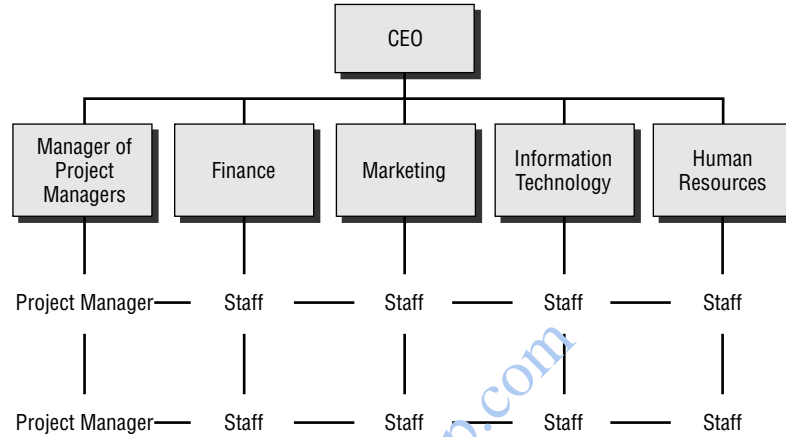 CEO
Manager of
Project
Managers
Finance
Marketing
Information
Technology
Human
Resources
Project Manager Staff Staff Staff Staff
Project Manager Staff Staff Staff Staff
p.com